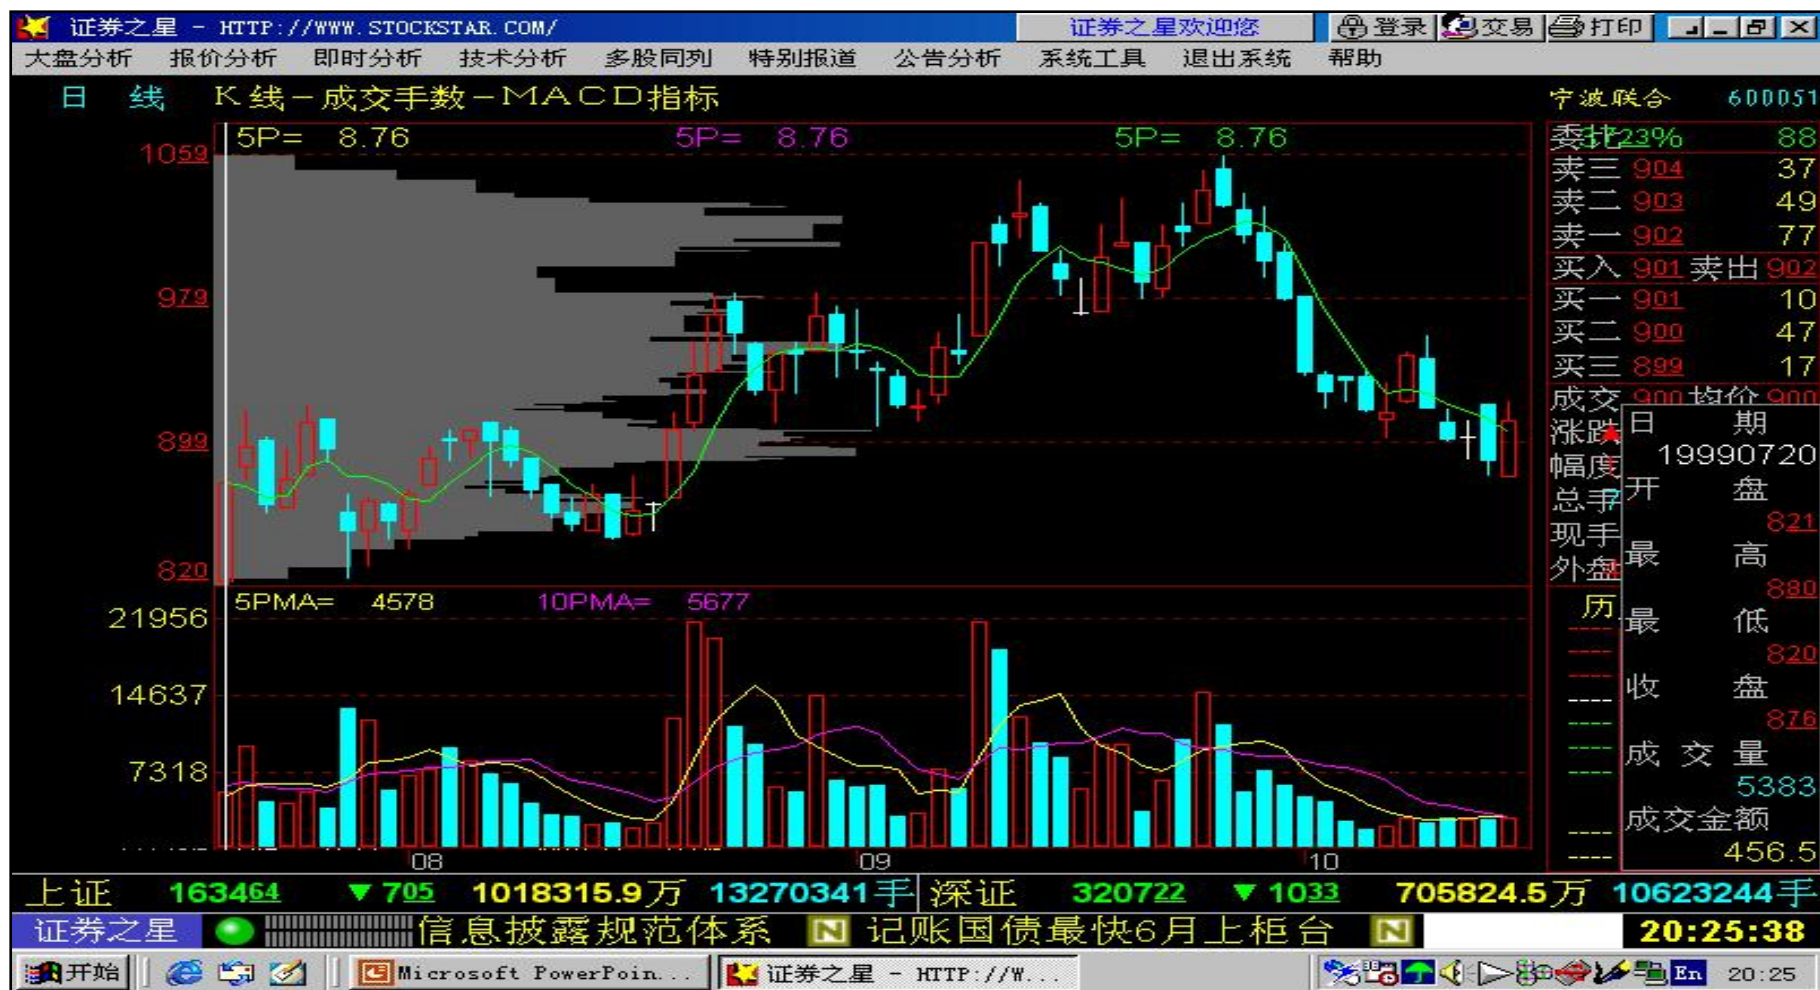 证券之星 - HTTP://WWW.STOCKSTAR.COM/ 证券之星欢迎您 登录 交易 打印
大盘分析 报价分析 即时分析 技术分析 多股同列 特别报道 公告分析 系统工具 退出系统 帮助
日 线 K线-成交手数-MACD指标 宁波联合 600051
5P= 8.76 5P= 8.76 5P= 8.76
1059
979
899
820
委比 23% 88
卖三 904 37
卖二 903 49
卖一 902 77
买入 901 卖出 902
买一 901 10
买二 900 47
买三 899 17
成交 900 均价 900
涨跌
幅度
总手 7
现手
外盘
历
日 期
19990720
开 盘
821
最 高
880
最 低
820
收 盘
876
成 交 量
5383
成交金额
456.5
5PMA= 4578 10PMA= 5677
21956
14637
7318
08 09 10
上证 163464 ▼705 1018315.9万 13270341手 深证 320722 ▼1033 705824.5万 10623244手
证券之星 信息披露规范体系 N 记账国债最快6月上柜台 N 20:25:38
开始 Microsoft PowerPoin... 证券之星 - HTTP://W... En 20:25